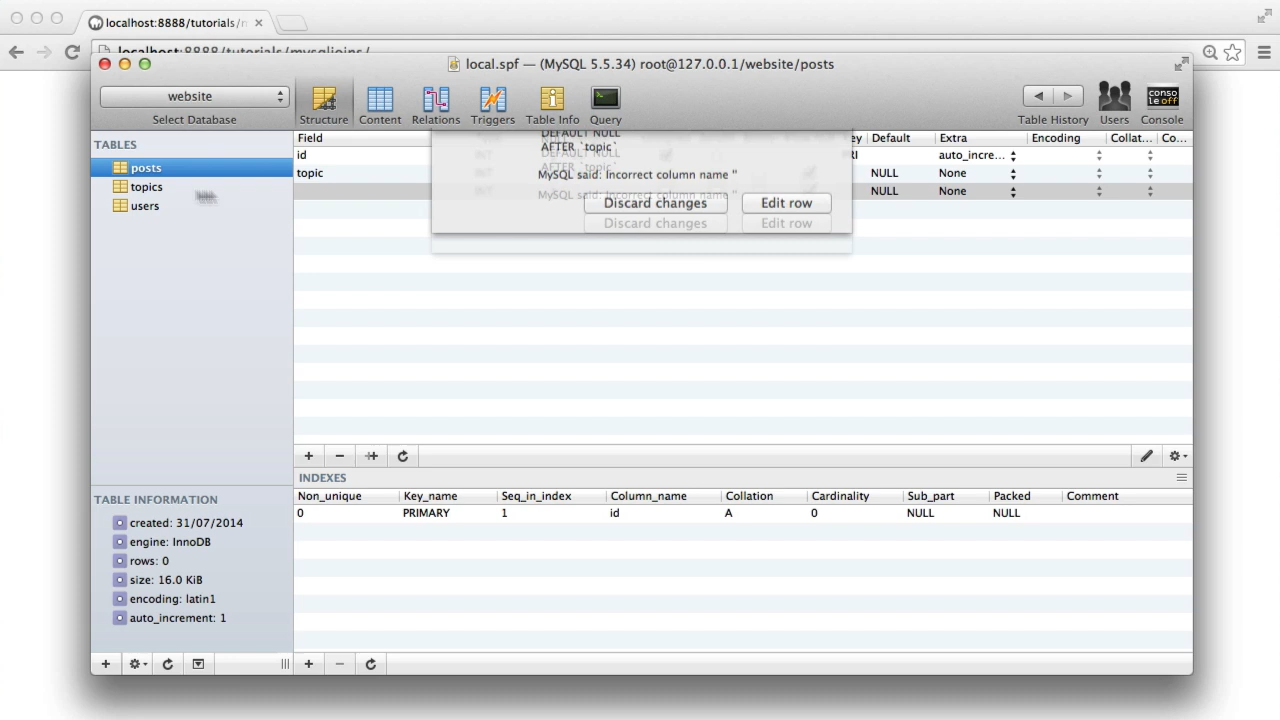 localhost:8888/tutorials/
localhost:8888/tutorials/mysqljoins/
local.spf — (MySQL 5.5.34) root@127.0.0.1/website/posts
website
Select Database
Structure Content Relations Triggers Table Info Query
Table History Users Console
conso
le off
TABLES
posts
topics
users
Field Default Extra Encoding Collat... Co...
id auto_incre...
topic NULL None
NULL None
DEFAULT NULL
AFTER `topic`
DEFAULT NULL
AFTER `topic`
MySQL said: Incorrect column name ''
MySQL said: Incorrect column name ''
Discard changes Edit row
Discard changes Edit row
INDEXES
Non_unique Key_name Seq_in_index Column_name Collation Cardinality Sub_part Packed Comment
0 PRIMARY 1 id A 0 NULL NULL
TABLE INFORMATION
created: 31/07/2014
engine: InnoDB
rows: 0
size: 16.0 KiB
encoding: latin1
auto_increment: 1